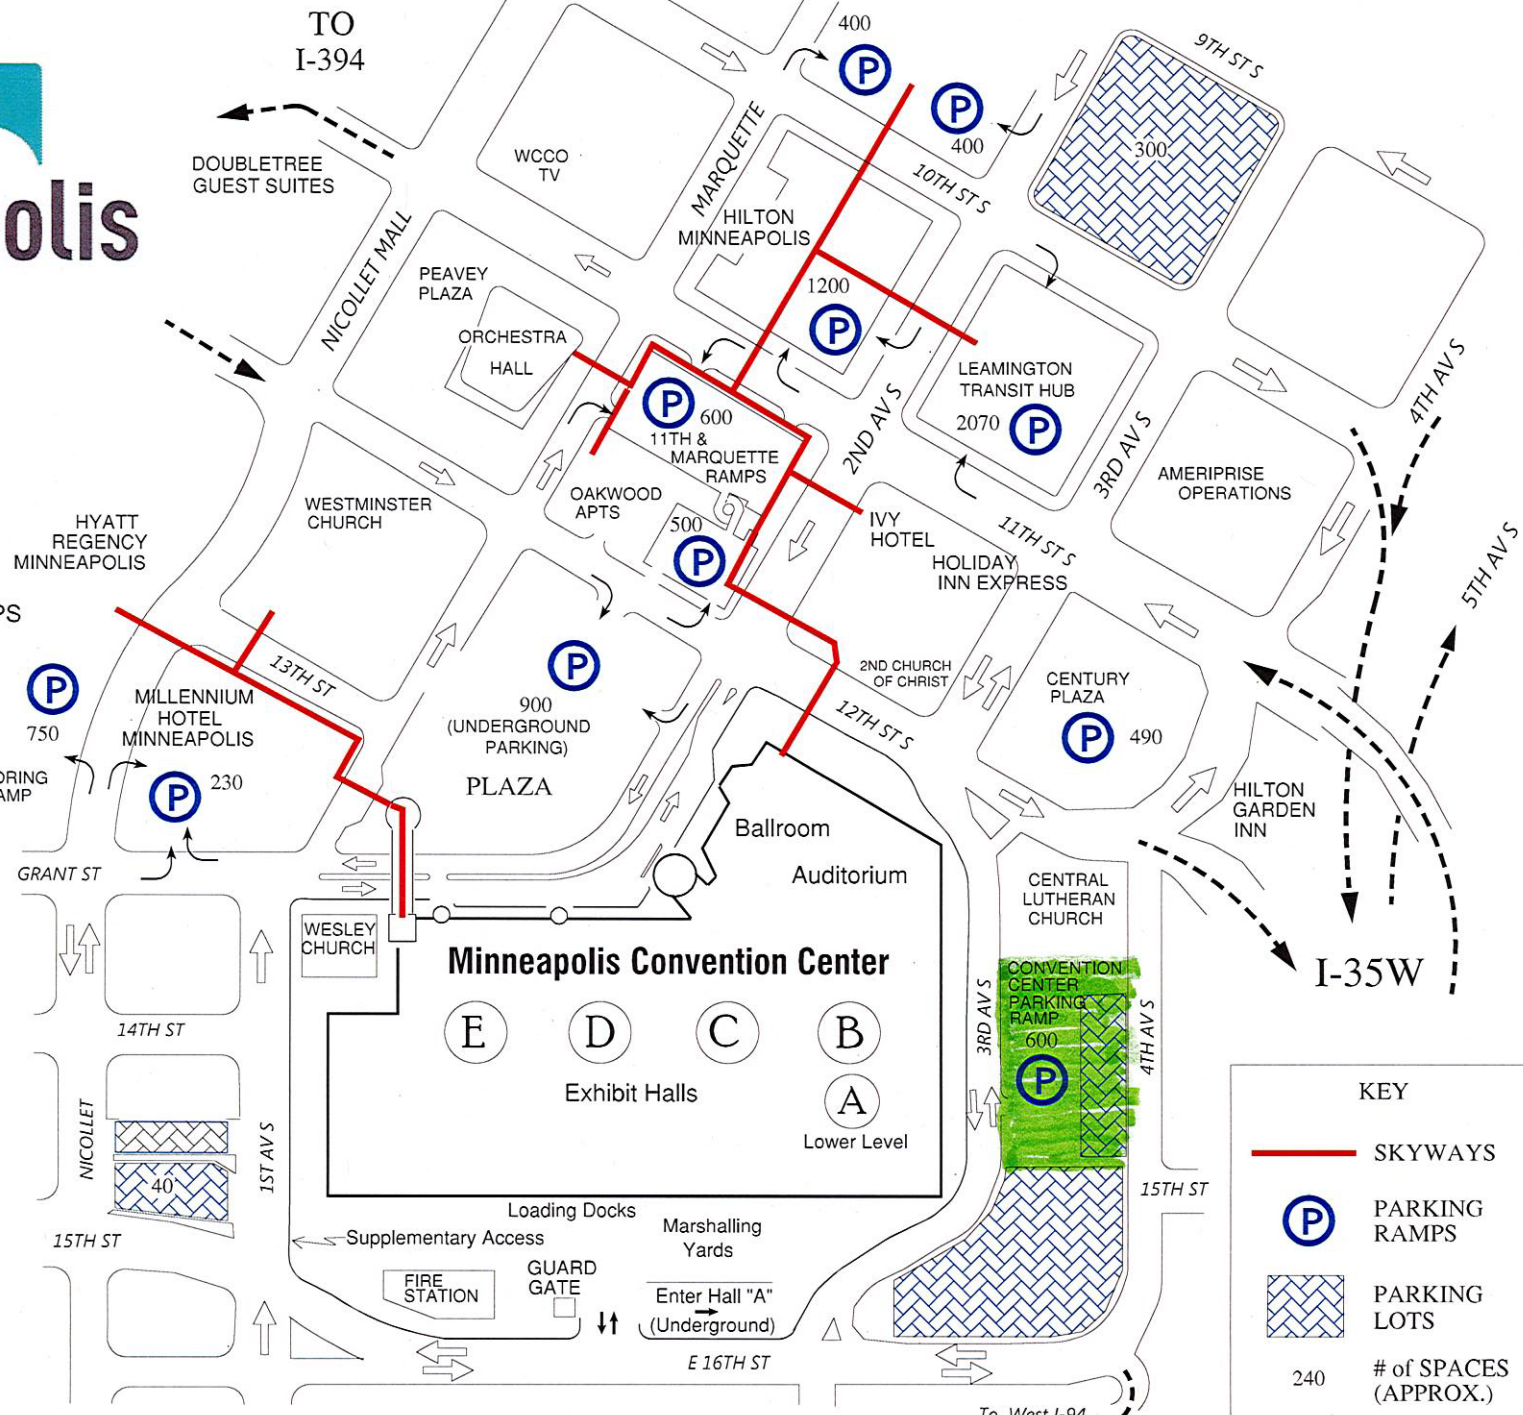 TO
I-394
olis
DOUBLETREE
GUEST SUITES
WCCO
TV
MARQUETTE
400
P
P
400
9TH ST S
300
10TH ST S
HILTON
MINNEAPOLIS
NICOLLET MALL
PEAVEY
PLAZA
ORCHESTRA
HALL
1200
P
LEAMINGTON
TRANSIT HUB
2070
P
2ND AV S
3RD AV S
4TH AV S
P
600
11TH &
MARQUETTE
RAMPS
OAKWOOD
APTS
500
P
AMERIPRISE
OPERATIONS
WESTMINSTER
CHURCH
HYATT
REGENCY
MINNEAPOLIS
IVY
HOTEL
HOLIDAY
INN EXPRESS
11TH ST S
5TH AV S
PS
P
750
ORING
AMP
13TH ST
MILLENNIUM
HOTEL
MINNEAPOLIS
P
230
P
900
(UNDERGROUND
PARKING)
PLAZA
2ND CHURCH
OF CHRIST
12TH ST S
CENTURY
PLAZA
P
490
HILTON
GARDEN
INN
Ballroom
Auditorium
GRANT ST
CENTRAL
LUTHERAN
CHURCH
WESLEY
CHURCH
Minneapolis Convention Center
E
D
C
B
A
Lower Level
Exhibit Halls
3RD AV S
CONVENTION
CENTER
PARKING
RAMP
600
P
4TH AV S
I-35W
14TH ST
NICOLLET
1ST AV S
40
15TH ST
15TH ST
Loading Docks
Supplementary Access
Marshalling
Yards
FIRE
STATION
GUARD
GATE
Enter Hall "A"
(Underground)
E 16TH ST
To West I-94
KEY
SKYWAYS
P
PARKING
RAMPS
PARKING
LOTS
240
# of SPACES
(APPROX.)